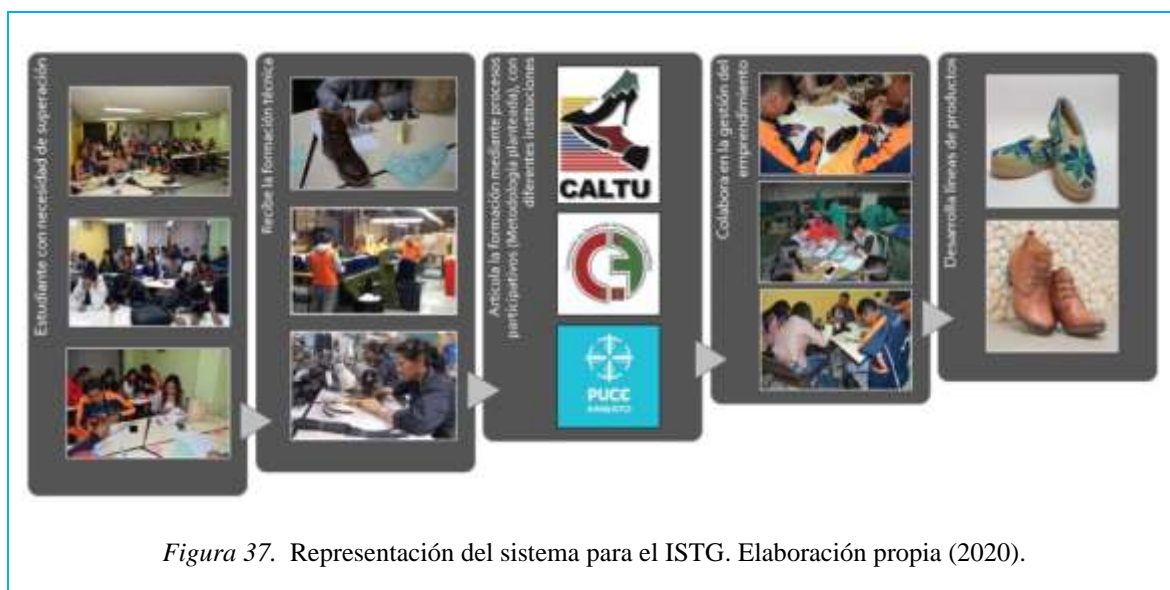 Estudiante con necesidad de superación
Recibe la formación técnica
Articula la formación mediante procesos
participativos (Metodología planteada), con
diferentes instituciones
CALTU
PUCC
Colabora en la gestión del
emprendimiento
Desarrolla líneas de productos
Figura 37. Representación del sistema para el ISTG. Elaboración propia (2020).